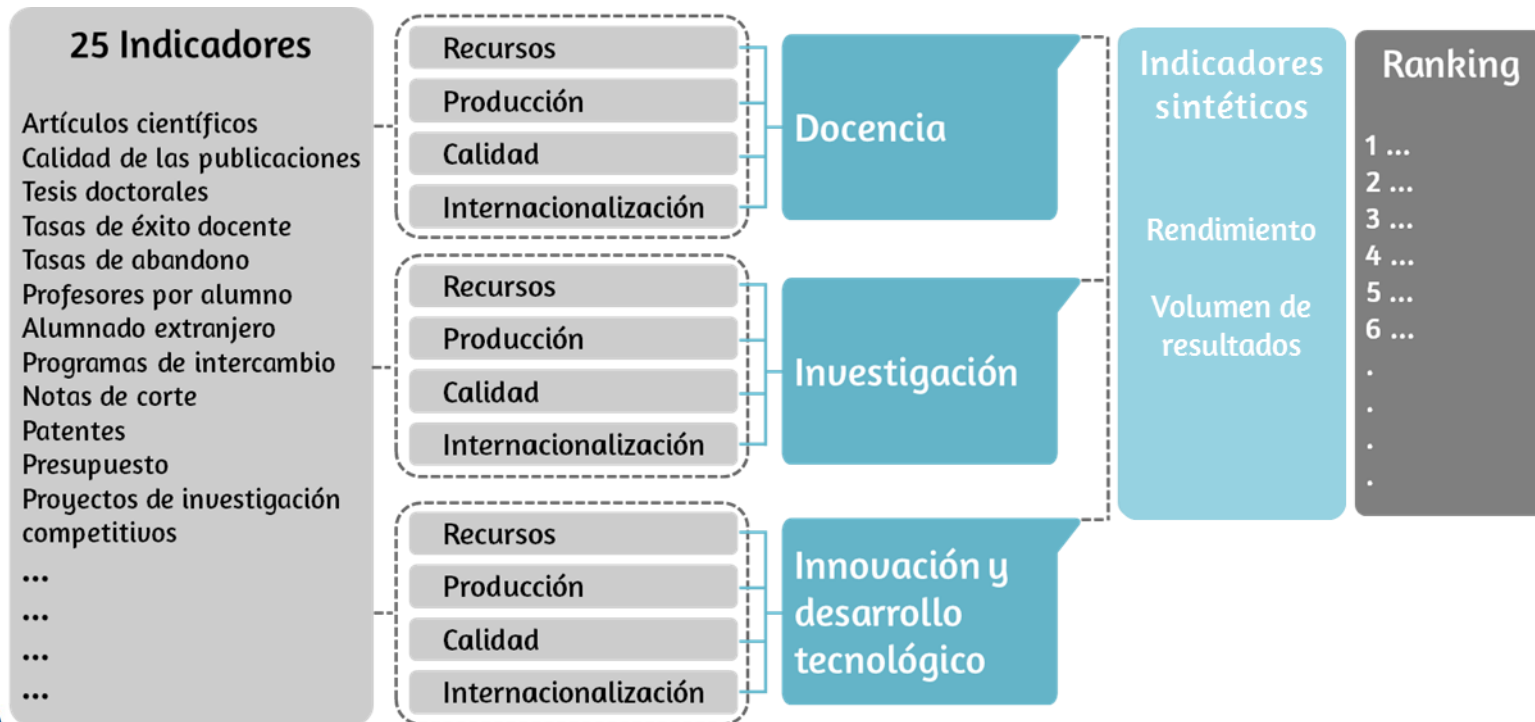 25 Indicadores
Artículos científicos
Calidad de las publicaciones
Tesis doctorales
Tasas de éxito docente
Tasas de abandono
Profesores por alumno
Alumnado extranjero
Programas de intercambio
Notas de corte
Patentes
Presupuesto
Proyectos de investigación
competitivos
...
...
...
...
Recursos
Producción
Calidad
Internacionalización
Docencia
Recursos
Producción
Calidad
Internacionalización
Investigación
Recursos
Producción
Calidad
Internacionalización
Innovación y
desarrollo
tecnológico
Indicadores
sintéticos
Rendimiento
Volumen de
resultados
Ranking
1 ...
2 ...
3 ...
4 ...
5 ...
6 ...
.
.
.
.